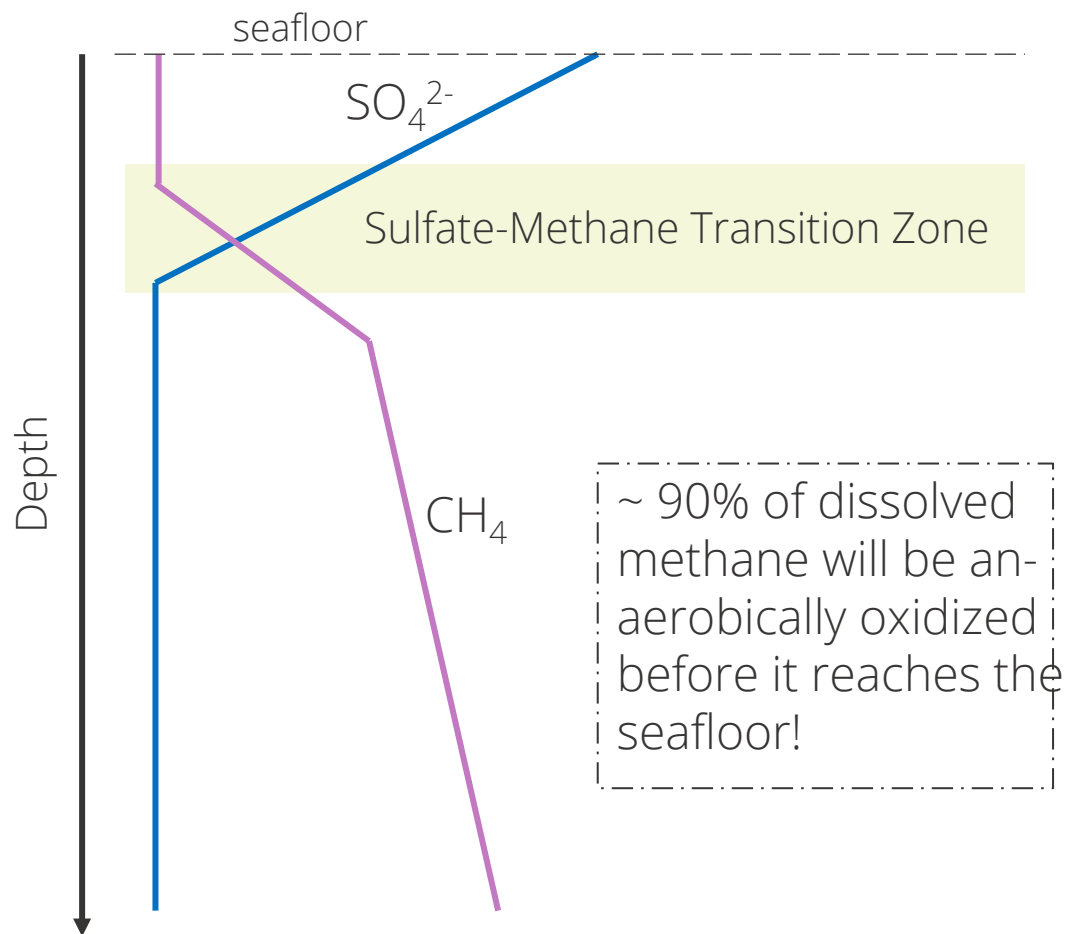 seafloor
SO₄²⁻
Sulfate-Methane Transition Zone
Depth
CH₄
~ 90% of dissolved
methane will be an-
aerobically oxidized
before it reaches the
seafloor!